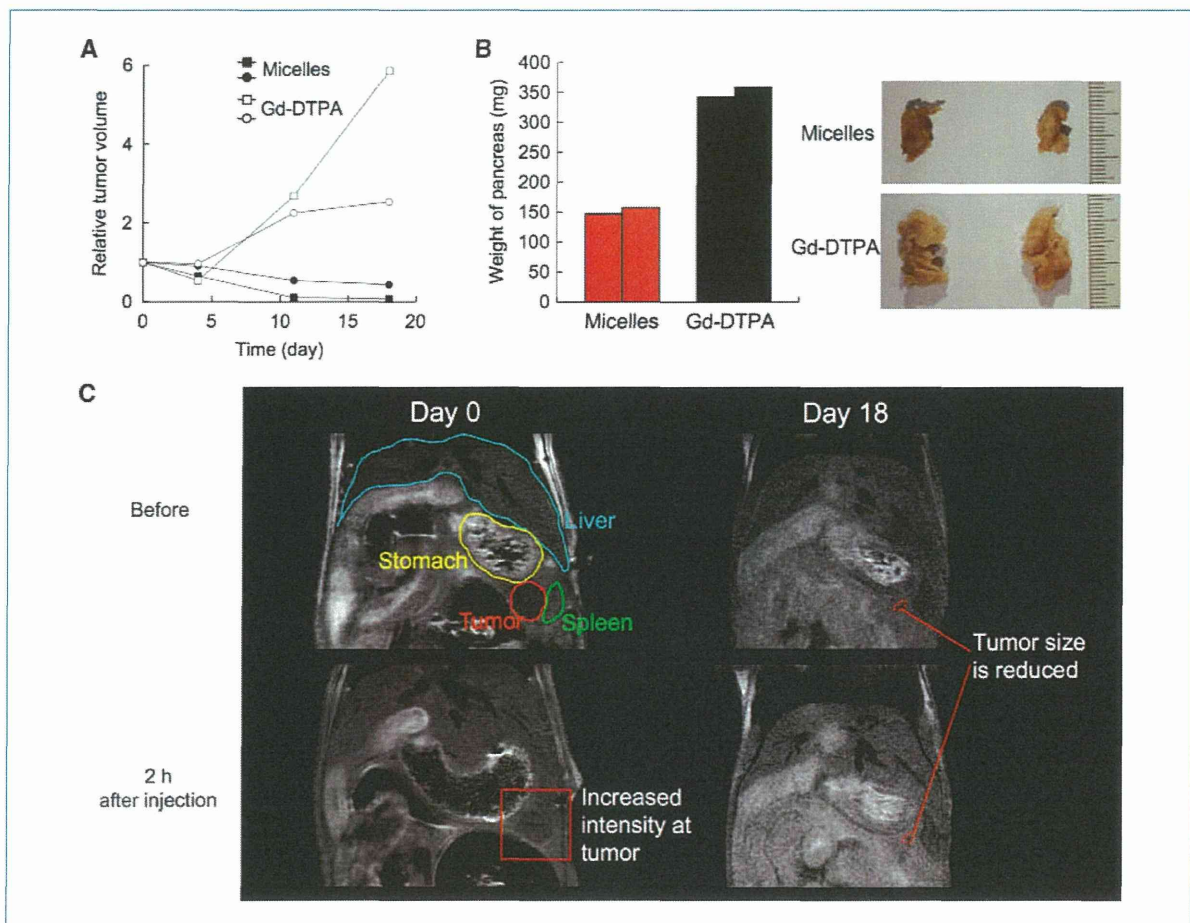 A
Relative tumor volume
6
4
2
0
0
5
10
15
20
Time (day)
Micelles
Gd-DTPA
B
Weight of pancreas (mg)
400
350
300
250
200
150
100
50
0
Micelles
Gd-DTPA
Micelles
Gd-DTPA
C
Day 0
Day 18
Before
Liver
Stomach
Tumor
Spleen
Tumor size
is reduced
2 h
after injection
Increased
intensity at
tumor